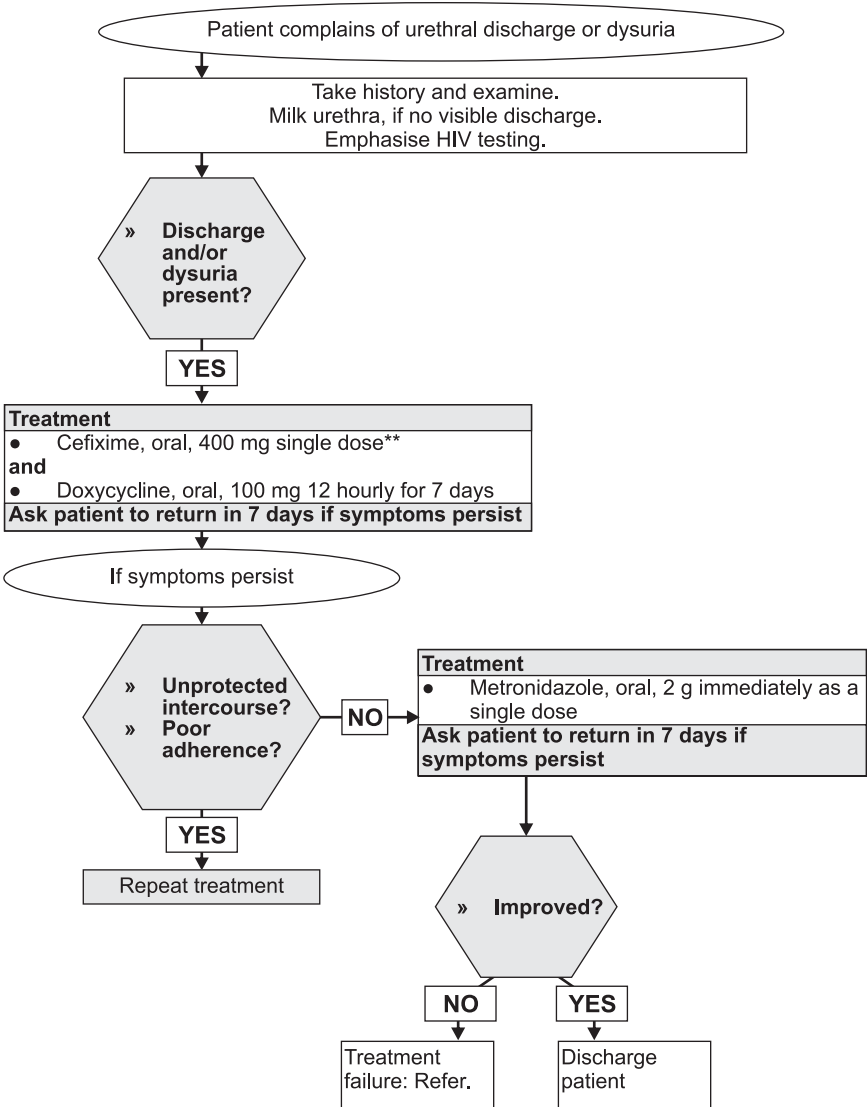 Patient complains of urethral discharge or dysuria
Take history and examine.
Milk urethra, if no visible discharge.
Emphasise HIV testing.
» Discharge
and/or
dysuria
present?
YES
Treatment
● Cefixime, oral, 400 mg single dose**
and
● Doxycycline, oral, 100 mg 12 hourly for 7 days
Ask patient to return in 7 days if symptoms persist
If symptoms persist
» Unprotected
intercourse?
» Poor
adherence?
NO
Treatment
● Metronidazole, oral, 2 g immediately as a
single dose
Ask patient to return in 7 days if
symptoms persist
YES
Repeat treatment
» Improved?
NO
YES
Treatment
failure: Refer.
Discharge
patient